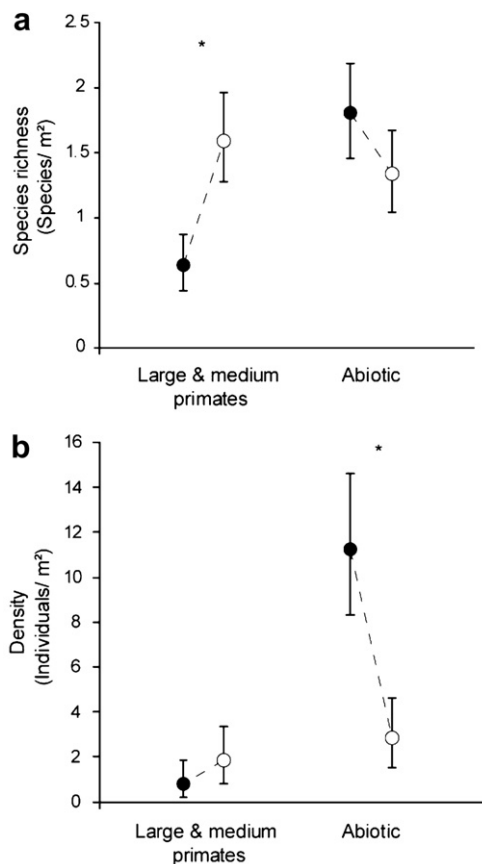 a
Species richness
(Species/ m²)
2.5
2
1.5
1
0.5
0
*
Large & medium
primates
Abiotic
b
Density
(Individuals/ m²)
16
14
12
10
8
6
4
2
0
*
Large & medium
primates
Abiotic